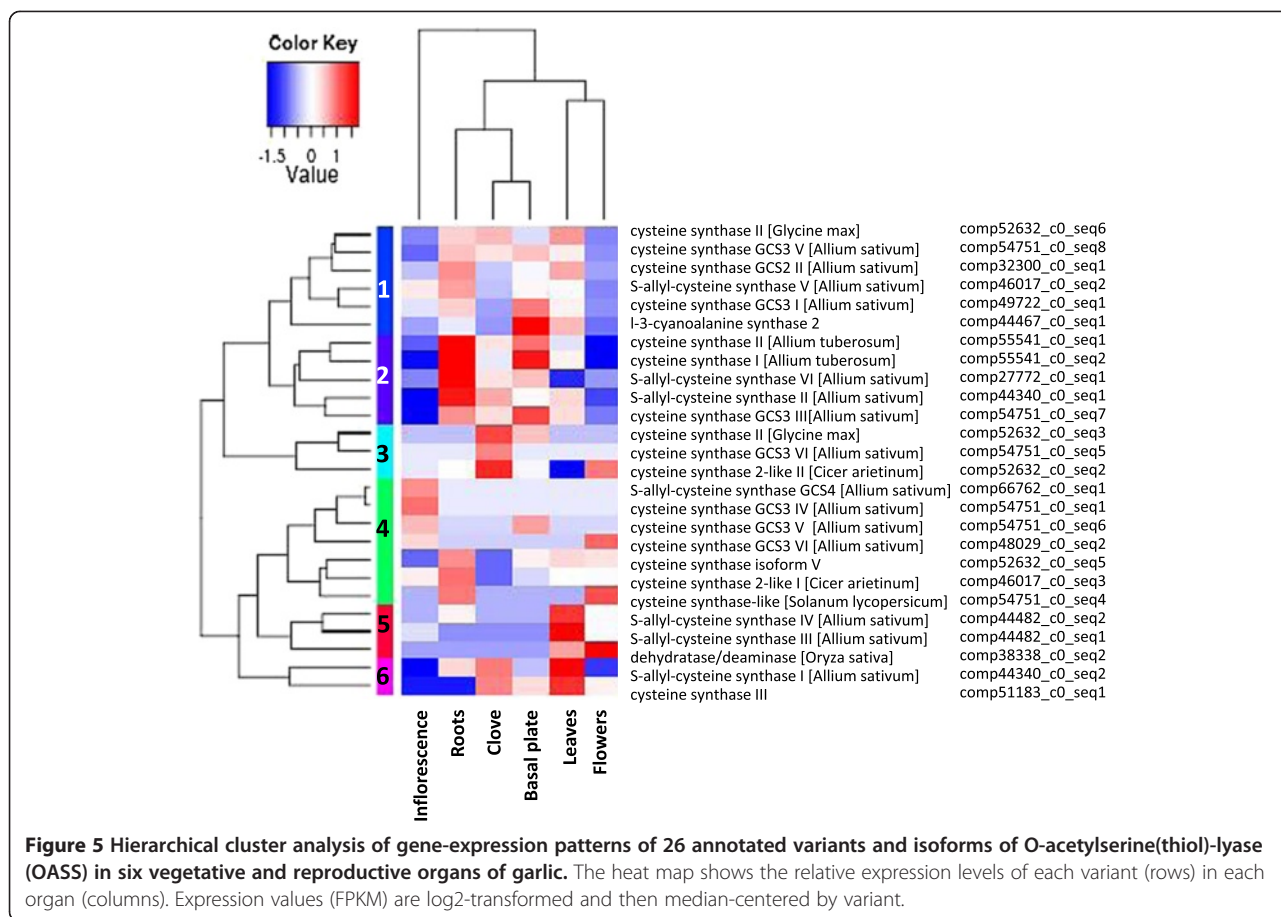 Color Key
-1.5 0 1
Value
1
2
3
4
5
6
cysteine synthase II [Glycine max] comp52632_c0_seq6
cysteine synthase GCS3 V [Allium sativum] comp54751_c0_seq8
cysteine synthase GCS2 II [Allium sativum] comp32300_c0_seq1
S-allyl-cysteine synthase V [Allium sativum] comp46017_c0_seq2
cysteine synthase GCS3 I [Allium sativum] comp49722_c0_seq1
l-3-cyanoalanine synthase 2 comp44467_c0_seq1
cysteine synthase II [Allium tuberosum] comp55541_c0_seq1
cysteine synthase I [Allium tuberosum] comp55541_c0_seq2
S-allyl-cysteine synthase VI [Allium sativum] comp27772_c0_seq1
S-allyl-cysteine synthase II [Allium sativum] comp44340_c0_seq1
cysteine synthase GCS3 III[Allium sativum] comp54751_c0_seq7
cysteine synthase II [Glycine max] comp52632_c0_seq3
cysteine synthase GCS3 VI [Allium sativum] comp54751_c0_seq5
cysteine synthase 2-like II [Cicer arietinum] comp52632_c0_seq2
S-allyl-cysteine synthase GCS4 [Allium sativum] comp66762_c0_seq1
cysteine synthase GCS3 IV [Allium sativum] comp54751_c0_seq1
cysteine synthase GCS3 V [Allium sativum] comp54751_c0_seq6
cysteine synthase GCS3 VI [Allium sativum] comp48029_c0_seq2
cysteine synthase isoform V comp52632_c0_seq5
cysteine synthase 2-like I [Cicer arietinum] comp46017_c0_seq3
cysteine synthase-like [Solanum lycopersicum] comp54751_c0_seq4
S-allyl-cysteine synthase IV [Allium sativum] comp44482_c0_seq2
S-allyl-cysteine synthase III [Allium sativum] comp44482_c0_seq1
dehydratase/deaminase [Oryza sativa] comp38338_c0_seq2
S-allyl-cysteine synthase I [Allium sativum] comp44340_c0_seq2
cysteine synthase III comp51183_c0_seq1
Inflorescence
Roots
Clove
Basal plate
Leaves
Flowers
Figure 5 Hierarchical cluster analysis of gene-expression patterns of 26 annotated variants and isoforms of O-acetylserine(thiol)-lyase
(OASS) in six vegetative and reproductive organs of garlic. The heat map shows the relative expression levels of each variant (rows) in each
organ (columns). Expression values (FPKM) are log2-transformed and then median-centered by variant.